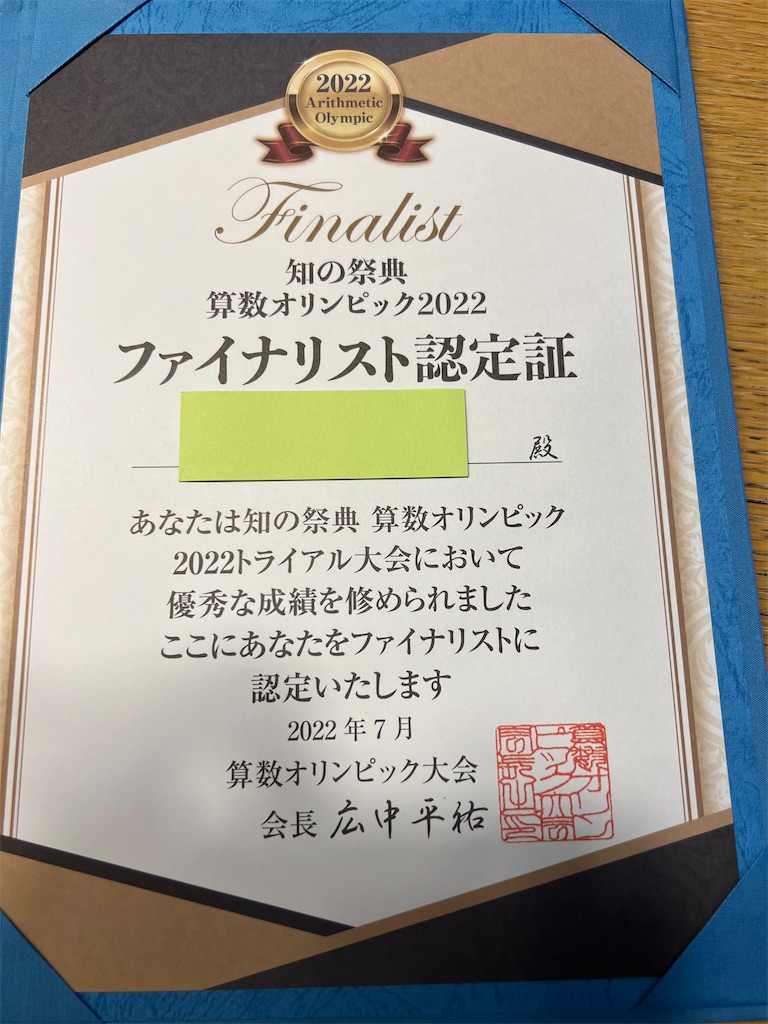 2022
Arithmetic
Olympic
Finalist
知の祭典
算数オリンピック2022
ファイナリスト認定証
殿
あなたは知の祭典 算数オリンピック
2022トライアル大会において
優秀な成績を修められました
ここにあなたをファイナリストに
認定いたします
2022年7月
算数オリンピック大会
会長 広中平祐